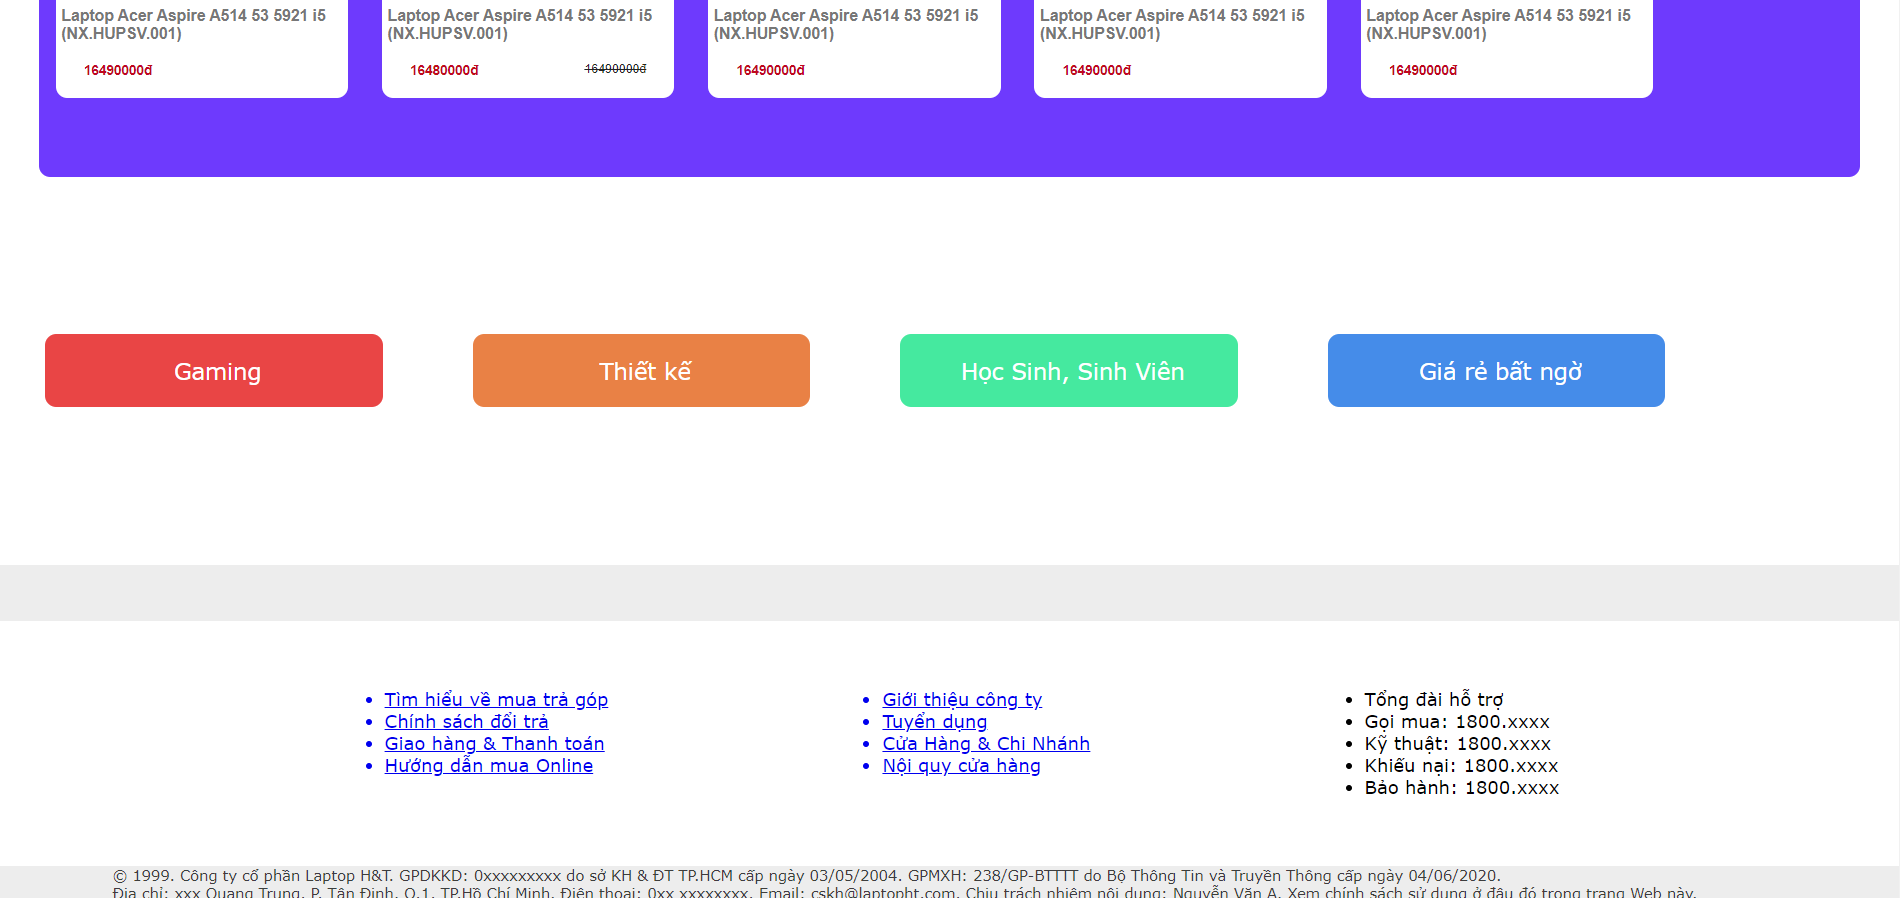 Laptop Acer Aspire A514 53 5921 i5
(NX.HUPSV.001)
16490000đ
Laptop Acer Aspire A514 53 5921 i5
(NX.HUPSV.001)
16480000đ 16490000đ
Laptop Acer Aspire A514 53 5921 i5
(NX.HUPSV.001)
16490000đ
Laptop Acer Aspire A514 53 5921 i5
(NX.HUPSV.001)
16490000đ
Laptop Acer Aspire A514 53 5921 i5
(NX.HUPSV.001)
16490000đ
Gaming
Thiết kế
Học Sinh, Sinh Viên
Giá rẻ bất ngờ
Tìm hiểu về mua trả góp
Chính sách đổi trả
Giao hàng & Thanh toán
Hướng dẫn mua Online
Giới thiệu công ty
Tuyển dụng
Cửa Hàng & Chi Nhánh
Nội quy cửa hàng
Tổng đài hỗ trợ
Gọi mua: 1800.xxxx
Kỹ thuật: 1800.xxxx
Khiếu nại: 1800.xxxx
Bảo hành: 1800.xxxx
© 1999. Công ty cổ phần Laptop H&T. GPDKKD: 0xxxxxxxxx do sở KH & ĐT TP.HCM cấp ngày 03/05/2004. GPMXH: 238/GP-BTTTT do Bộ Thông Tin và Truyền Thông cấp ngày 04/06/2020.
Địa chỉ: xxx Quang Trung, P. Tân Định, Q.1, TP.Hồ Chí Minh. Điện thoại: 0xx xxxxxxxx. Email: cskh@laptopht.com. Chịu trách nhiệm nội dung: Nguyễn Văn A. Xem chính sách sử dụng ở đâu đó trong trang Web này.